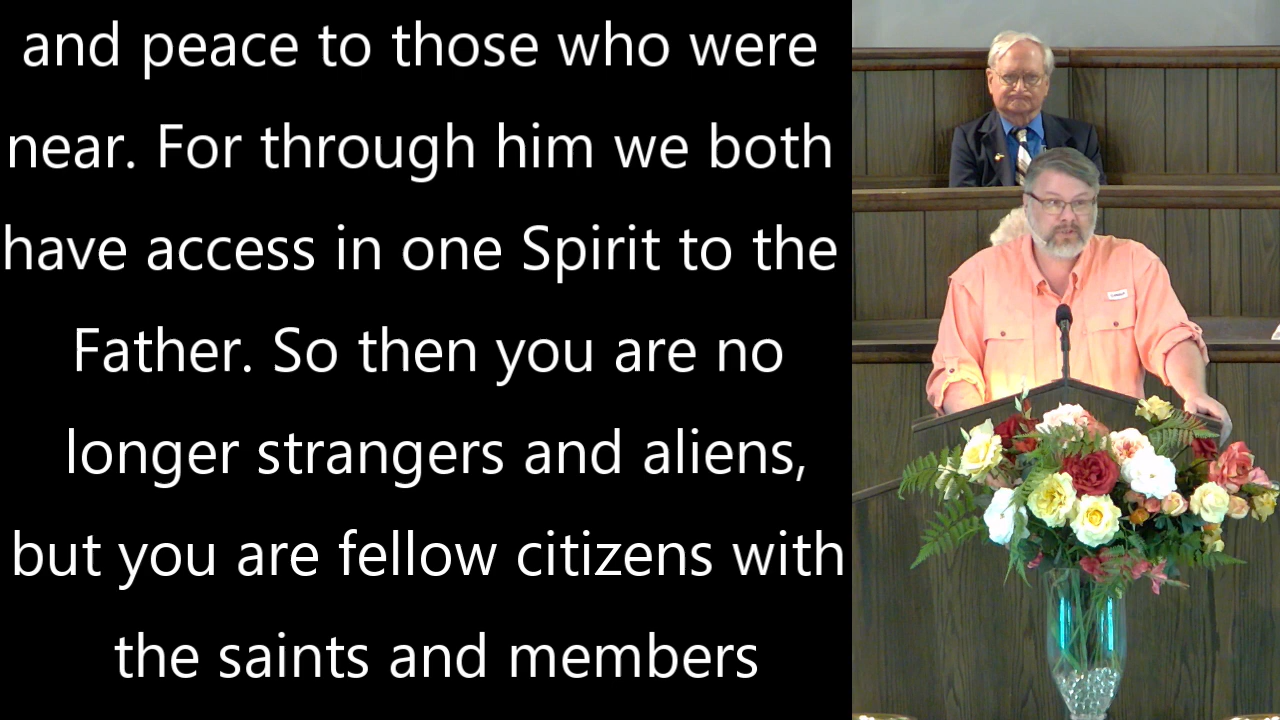 and peace to those who were
near. For through him we both
have access in one Spirit to the
Father. So then you are no
longer strangers and aliens,
but you are fellow citizens with
the saints and members